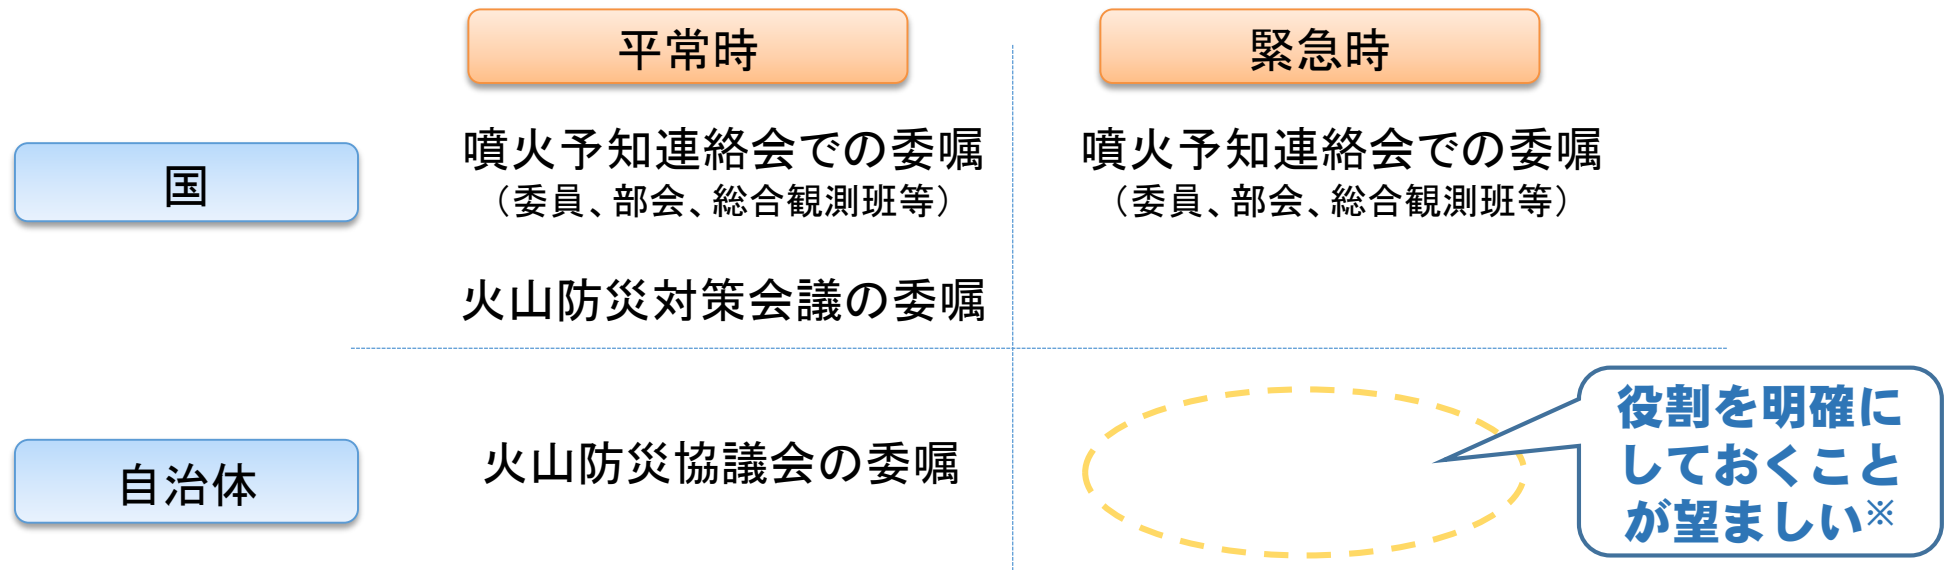 平常時
緊急時
国
噴火予知連絡会での委嘱
（委員、部会、総合観測班等）
火山防災対策会議の委嘱
噴火予知連絡会での委嘱
（委員、部会、総合観測班等）
自治体
火山防災協議会の委嘱
役割を明確に
しておくこと
が望ましい※